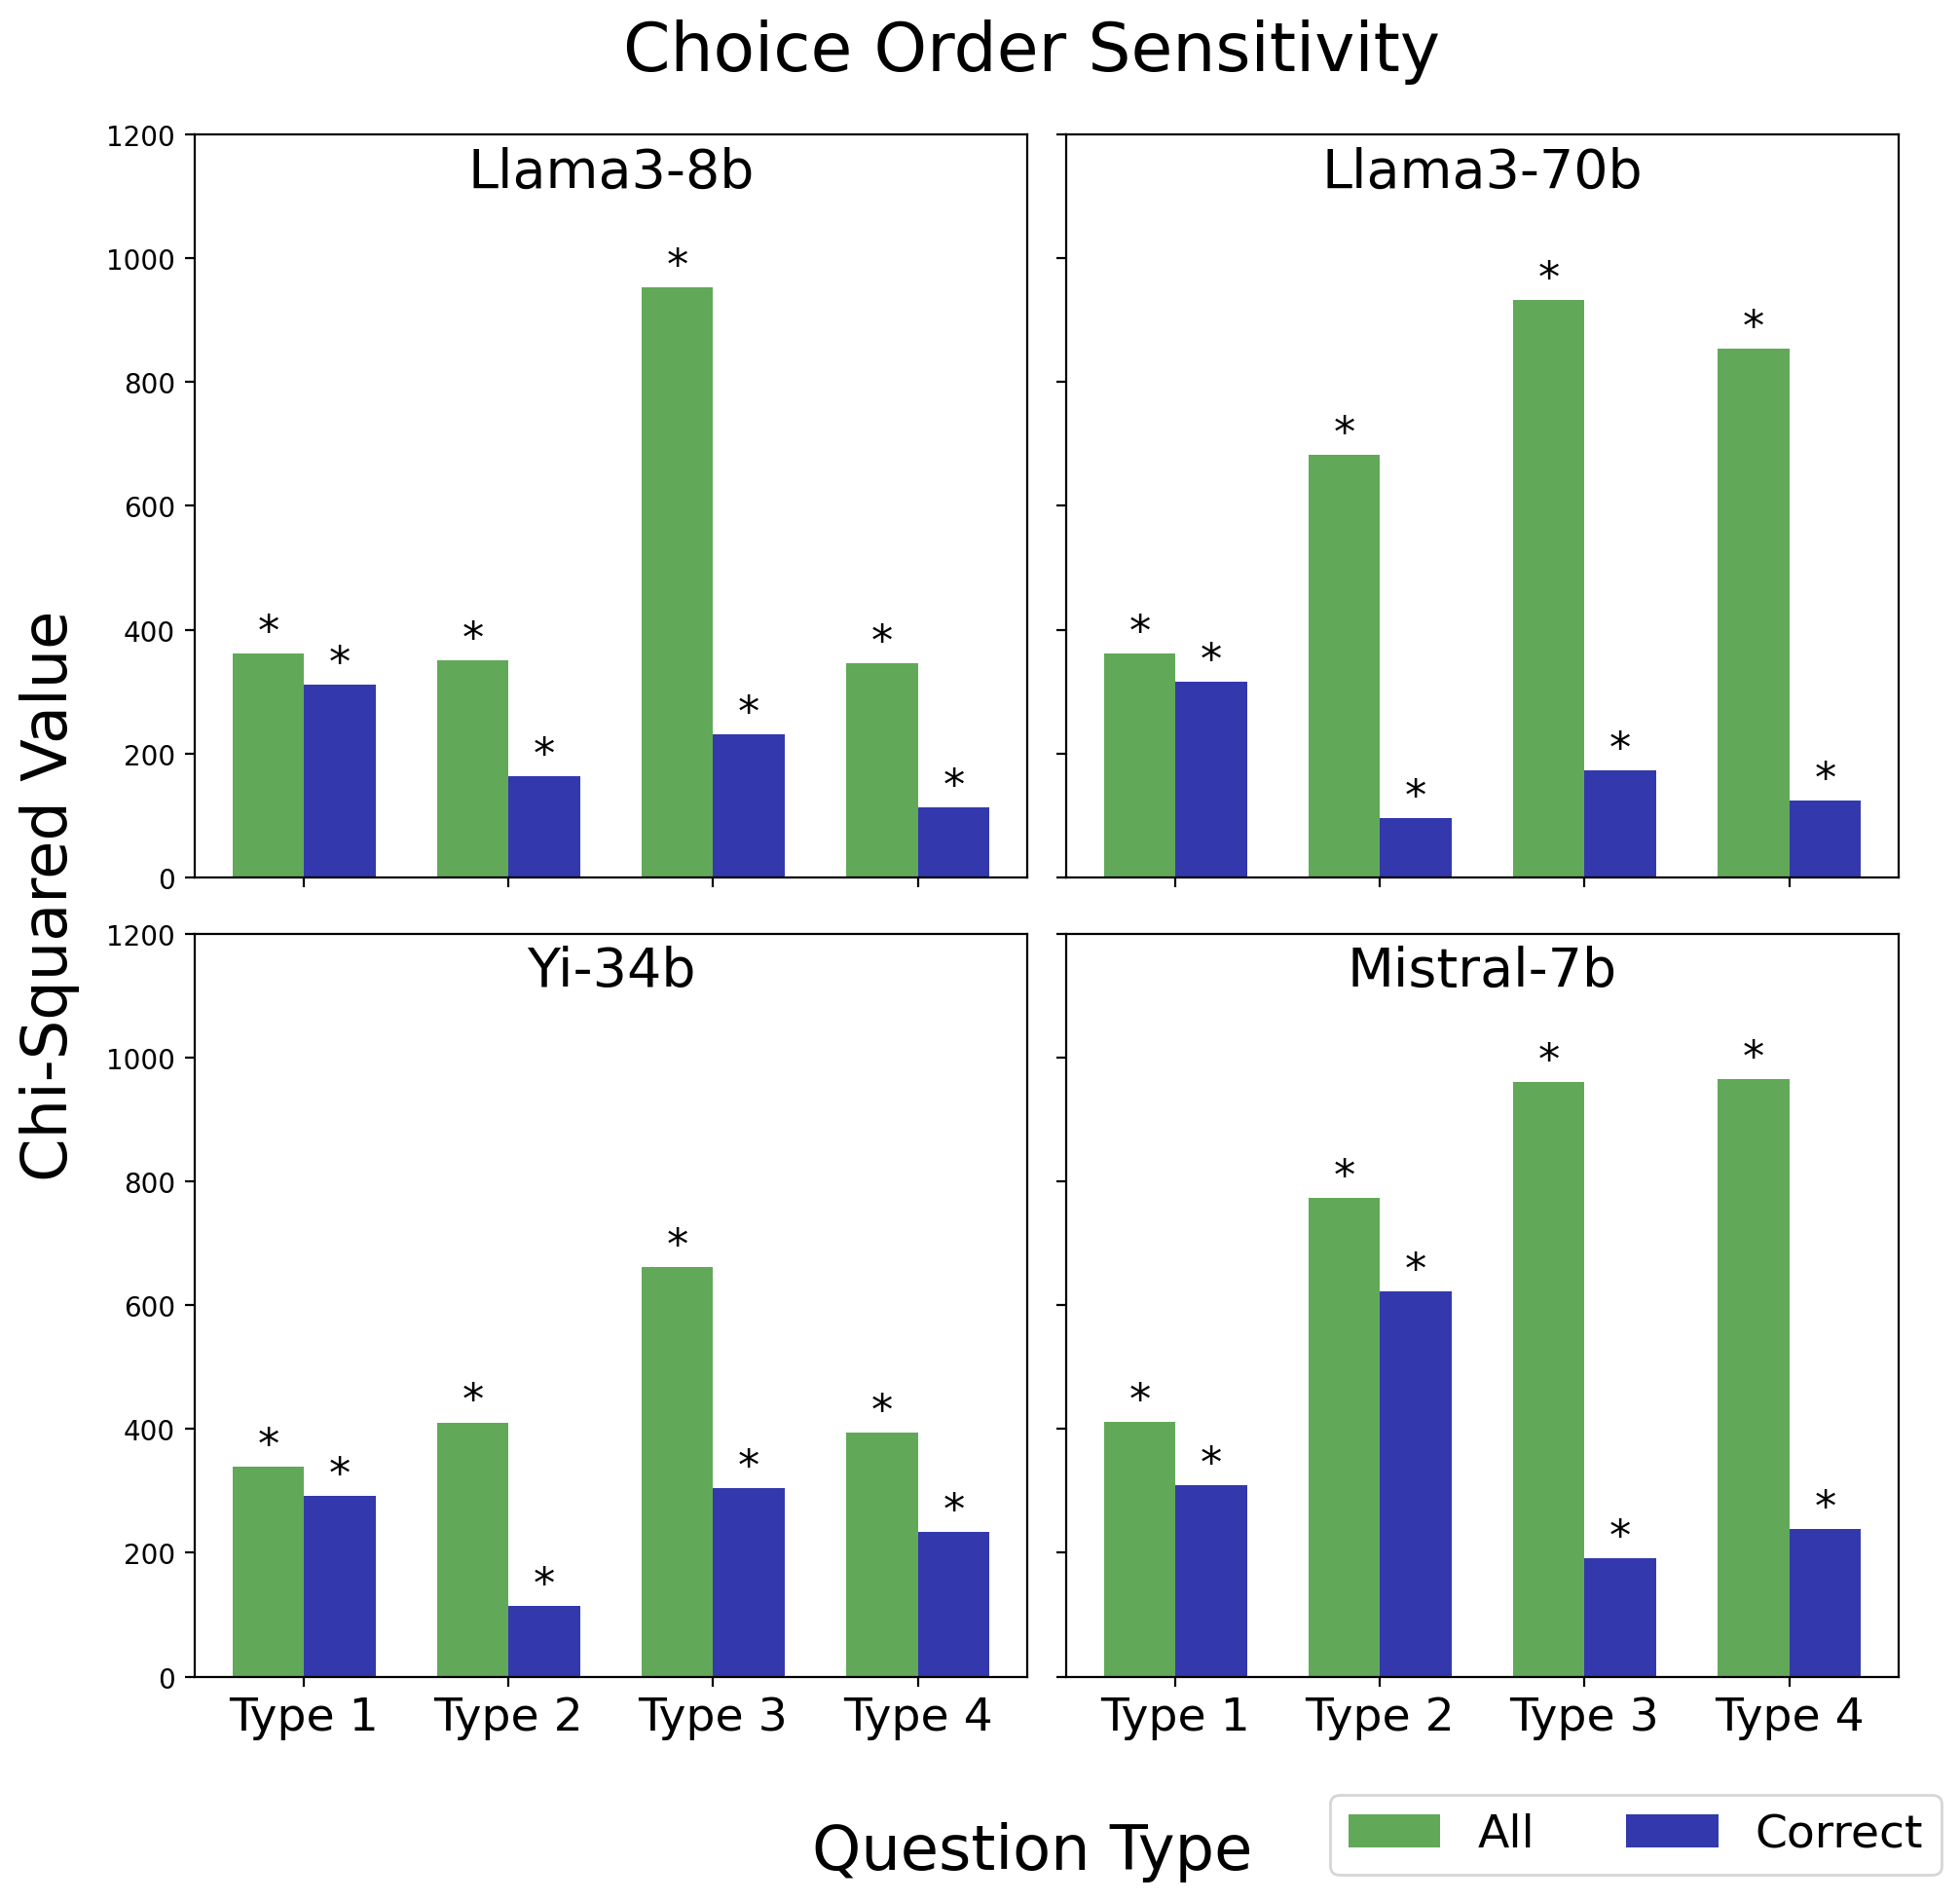 Choice Order Sensitivity
Llama3-8b
Llama3-70b
1200
1000
800
600
400
200
0
* * * * * * * *
* * * * * * * *
Chi-Squared Value
Yi-34b
Mistral-7b
1200
1000
800
600
400
200
0
* * * * * * * *
* * * * * * * *
Type 1 Type 2 Type 3 Type 4
Type 1 Type 2 Type 3 Type 4
Question Type
All Correct